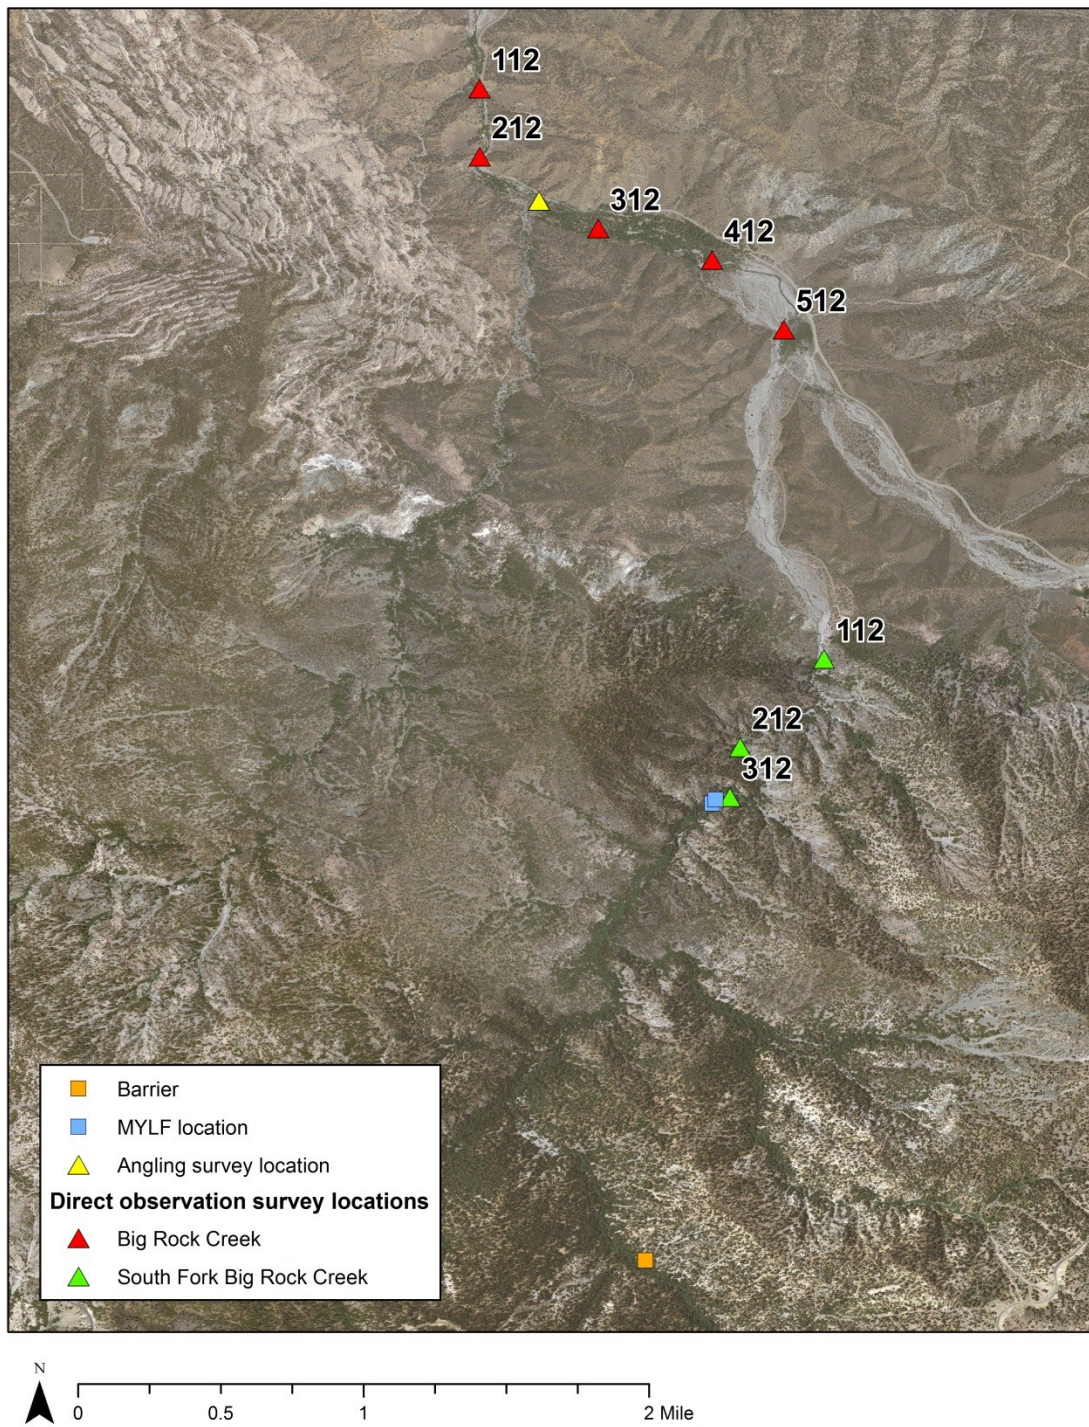 112
212
312
412
512
112
212
312
Barrier
MYLF location
Angling survey location
Direct observation survey locations
Big Rock Creek
South Fork Big Rock Creek
N
0 0.5 1 2 Mile